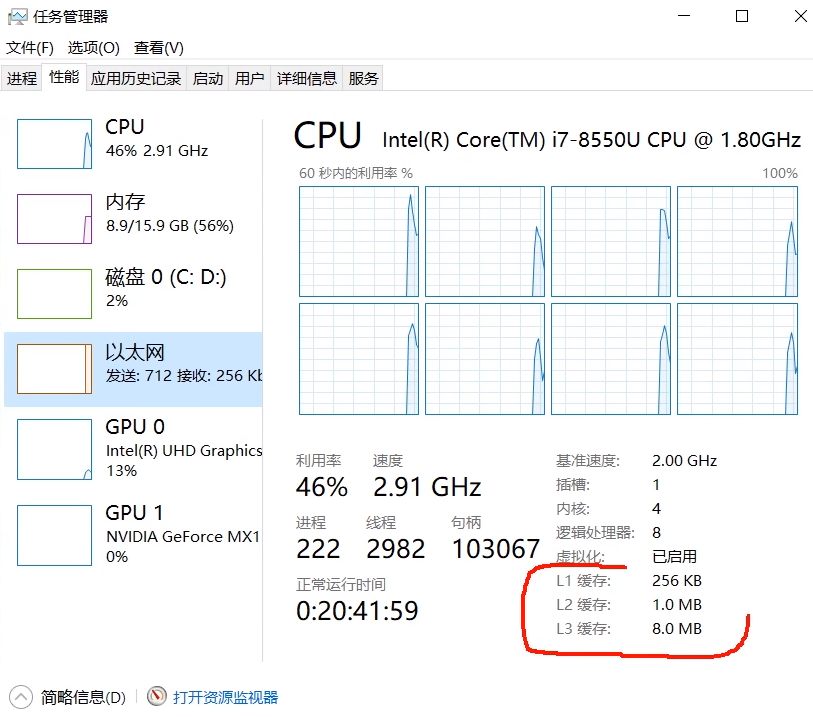 任务管理器
文件(F) 选项(O) 查看(V)
进程 性能 应用历史记录 启动 用户 详细信息 服务
CPU
46% 2.91 GHz
内存
8.9/15.9 GB (56%)
磁盘 0 (C: D:)
2%
以太网
发送: 712 接收: 256 Kb
GPU 0
Intel(R) UHD Graphics
13%
GPU 1
NVIDIA GeForce MX1
0%
CPU Intel(R) Core(TM) i7-8550U CPU @ 1.80GHz
60 秒内的利用率 % 100%
利用率 速度
46% 2.91 GHz
进程 线程 句柄
222 2982 103067
正常运行时间
0:20:41:59
基准速度: 2.00 GHz
插槽: 1
内核: 4
逻辑处理器: 8
虚拟化: 已启用
L1 缓存: 256 KB
L2 缓存: 1.0 MB
L3 缓存: 8.0 MB
简略信息(D) 打开资源监视器